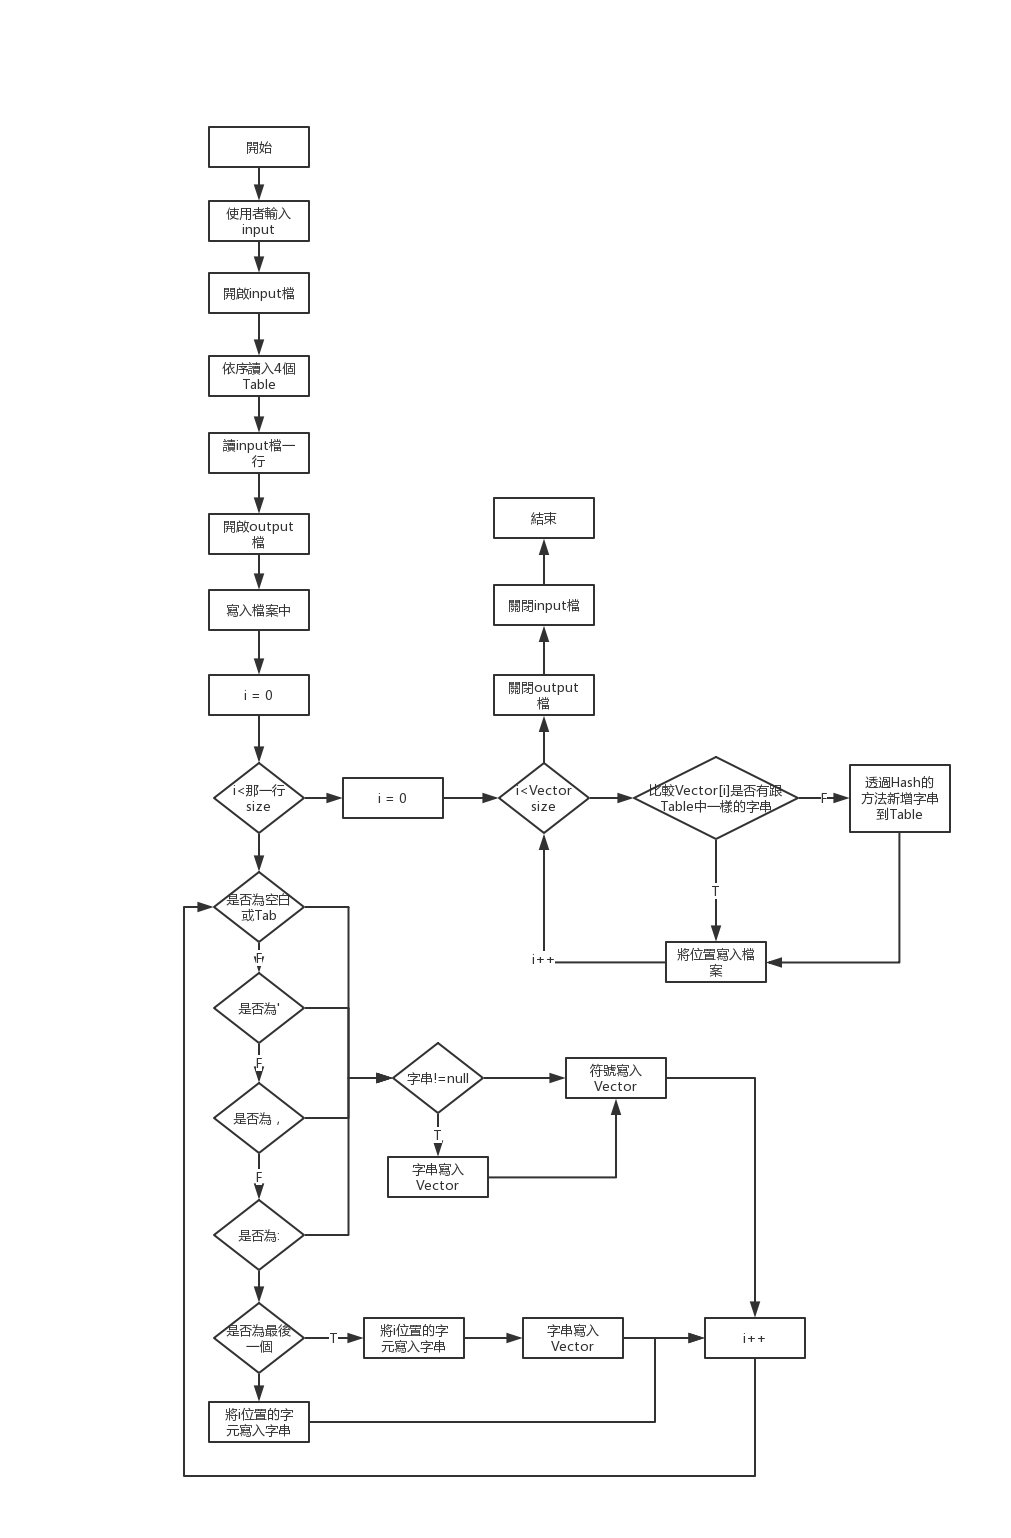 開始
使用者輸入
input
開啟input檔
依序讀入4個
Table
讀input檔一
行
開啟output
檔
寫入檔案中
i = 0
i<那一行
size
i = 0
結束
關閉input檔
關閉output
檔
i<Vector
size
比較Vector[i]是否有跟
Table中一樣的字串
F
透過Hash的
方法新增字串
到Table
T
將位置寫入檔
案
i++
是否為空白
或Tab
F
是否為'
F
是否為 ,
F
是否為:
字串!=null
T
字串寫入
Vector
符號寫入
Vector
是否為最後
一個
T
將i位置的字
元寫入字串
字串寫入
Vector
i++
將i位置的字
元寫入字串